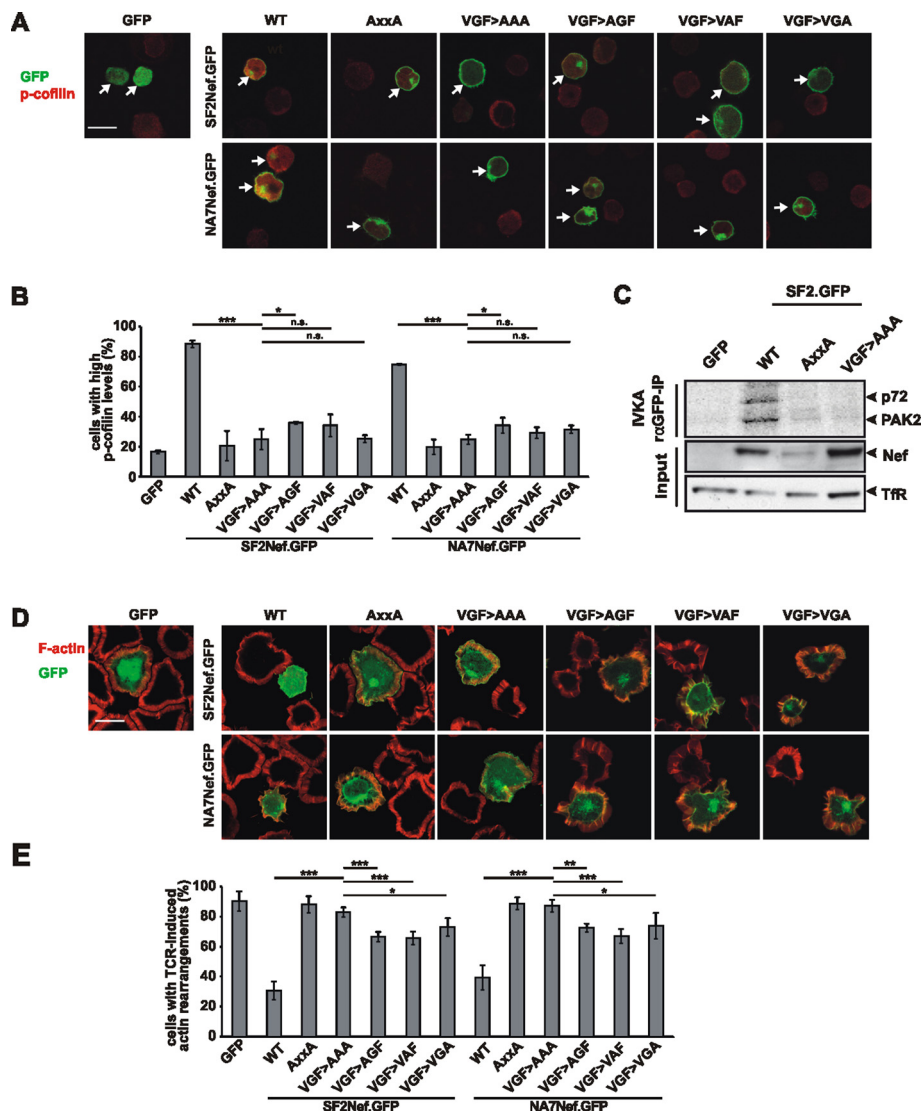 A
GFP
WT
AxxA
VGF>AAA
VGF>AGF
VGF>VAF
VGF>VGA
GFP
p-cofilin
SF2Nef.GFP
NA7Nef.GFP
B
cells with high
p-cofilin levels (%)
100
80
60
40
20
0
***
*
n.s.
n.s.
***
*
n.s.
n.s.
GFP
WT
AxxA
VGF>AAA
VGF>AGF
VGF>VAF
VGF>VGA
WT
AxxA
VGF>AAA
VGF>AGF
VGF>VAF
VGF>VGA
SF2Nef.GFP
NA7Nef.GFP
C
SF2.GFP
GFP
WT
AxxA
VGF>AAA
IVKA
rαGFP-IP
p72
PAK2
Input
Nef
TfR
D
GFP
WT
AxxA
VGF>AAA
VGF>AGF
VGF>VAF
VGF>VGA
F-actin
GFP
SF2Nef.GFP
NA7Nef.GFP
E
cells with TCR-induced
actin rearrangements (%)
100
80
60
40
20
0
***
***
***
*
***
**
***
*
GFP
WT
AxxA
VGF>AAA
VGF>AGF
VGF>VAF
VGF>VGA
WT
AxxA
VGF>AAA
VGF>AGF
VGF>VAF
VGF>VGA
SF2Nef.GFP
NA7Nef.GFP